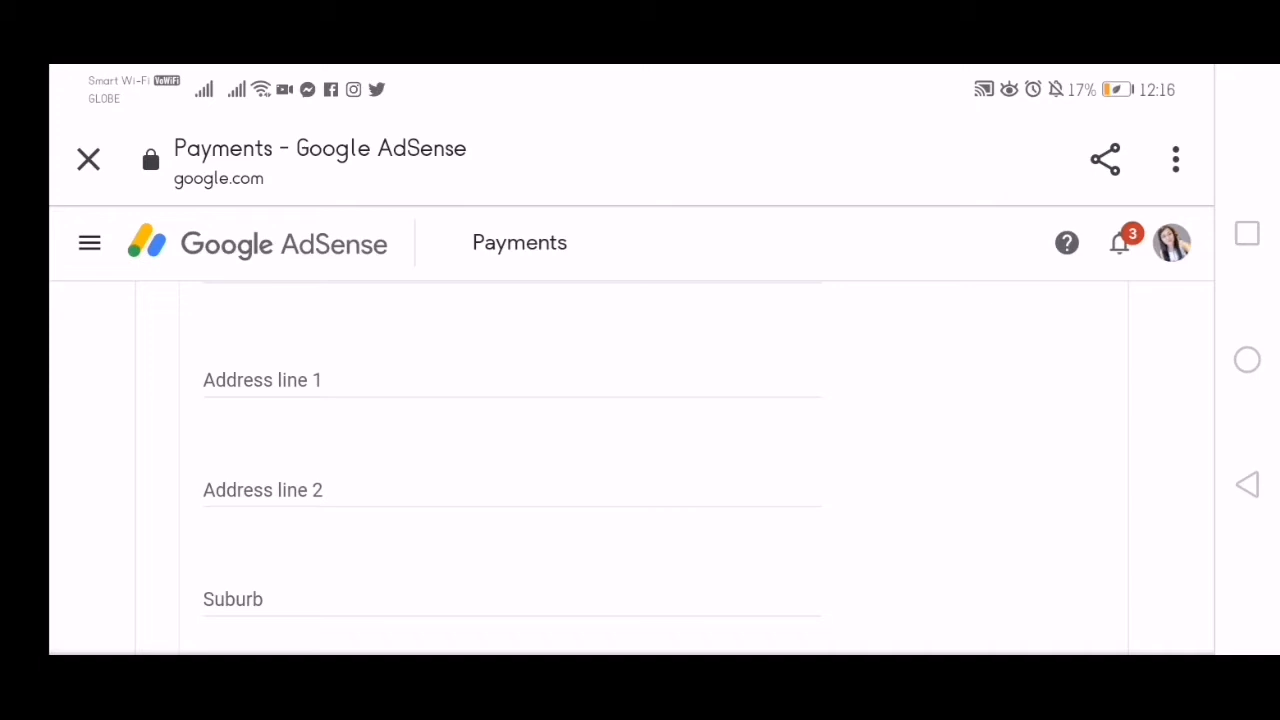 Smart Wi-Fi VoWiFi
GLOBE
17% 12:16
Payments - Google AdSense
google.com
Google AdSense
Payments
3
Address line 1
Address line 2
Suburb